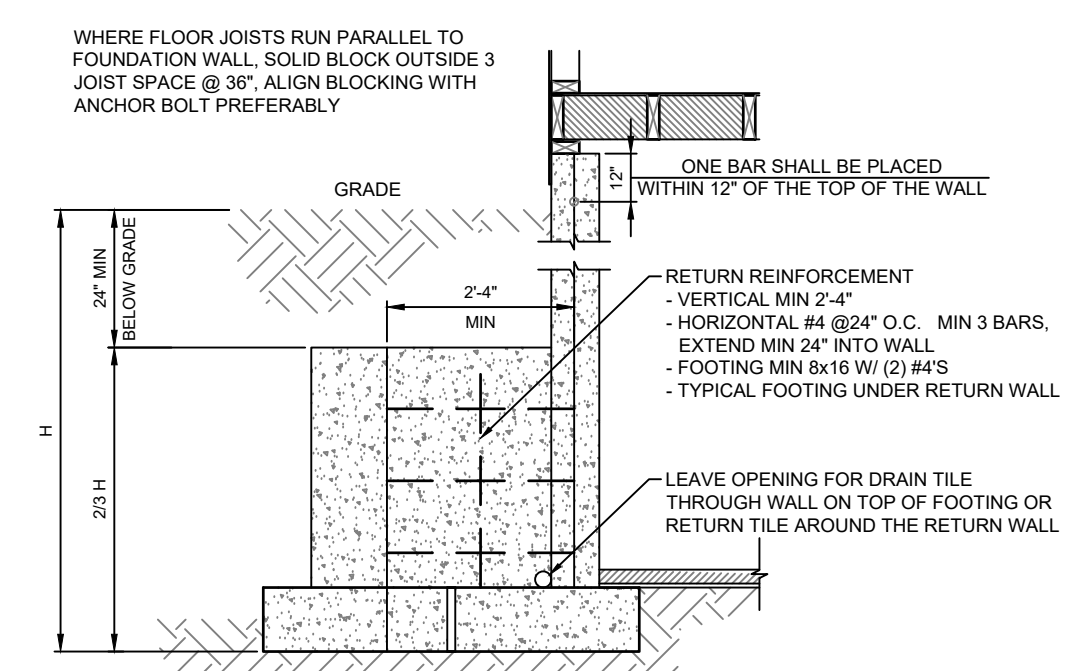 WHERE FLOOR JOISTS RUN PARALLEL TO
FOUNDATION WALL, SOLID BLOCK OUTSIDE 3
JOIST SPACE @ 36", ALIGN BLOCKING WITH
ANCHOR BOLT PREFERABLY
ONE BAR SHALL BE PLACED
WITHIN 12" OF THE TOP OF THE WALL
12"
GRADE
24" MIN
BELOW GRADE
2'-4"
MIN
RETURN REINFORCEMENT
- VERTICAL MIN 2'-4"
- HORIZONTAL #4 @24" O.C. MIN 3 BARS,
EXTEND MIN 24" INTO WALL
- FOOTING MIN 8x16 W/ (2) #4'S
- TYPICAL FOOTING UNDER RETURN WALL
H
2/3 H
LEAVE OPENING FOR DRAIN TILE
THROUGH WALL ON TOP OF FOOTING OR
RETURN TILE AROUND THE RETURN WALL